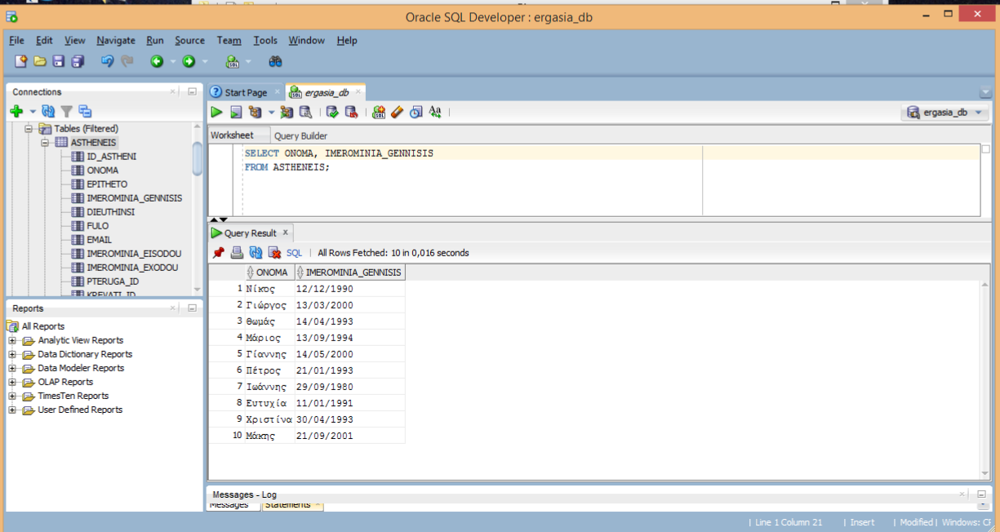 Oracle SQL Developer : ergasia_db
File Edit View Navigate Run Source Team Tools Window Help
Connections
Start Page
ergasia_db
ergasia_db
Tables (Filtered)
ASTHENEIS
ID_ASTHENI
ONOMA
EPITHETO
IMEROMINIA_GENNISIS
DIEUTHINSI
FULO
EMAIL
IMEROMINIA_EISODOU
IMEROMINIA_EXODOU
PTERUGA_ID
KREVATI_ID
Worksheet Query Builder
SELECT ONOMA, IMEROMINIA_GENNISIS
FROM ASTHENEIS;
Query Result
SQL | All Rows Fetched: 10 in 0,016 seconds
ONOMA IMEROMINIA_GENNISIS
1 Νίκος 12/12/1990
2 Γιώργος 13/03/2000
3 Θωμάς 14/04/1993
4 Μάριος 13/09/1994
5 Γίαννης 14/05/2000
6 Πέτρος 21/01/1993
7 Ιωάννης 29/09/1980
8 Ευτυχία 11/01/1991
9 Χριστίνα 30/04/1993
10 Μάκης 21/09/2001
Reports
All Reports
Analytic View Reports
Data Dictionary Reports
Data Modeler Reports
OLAP Reports
TimesTen Reports
User Defined Reports
Messages - Log
Messages Statements
| Line 1 Column 21 | Insert | Modified | Windows: C